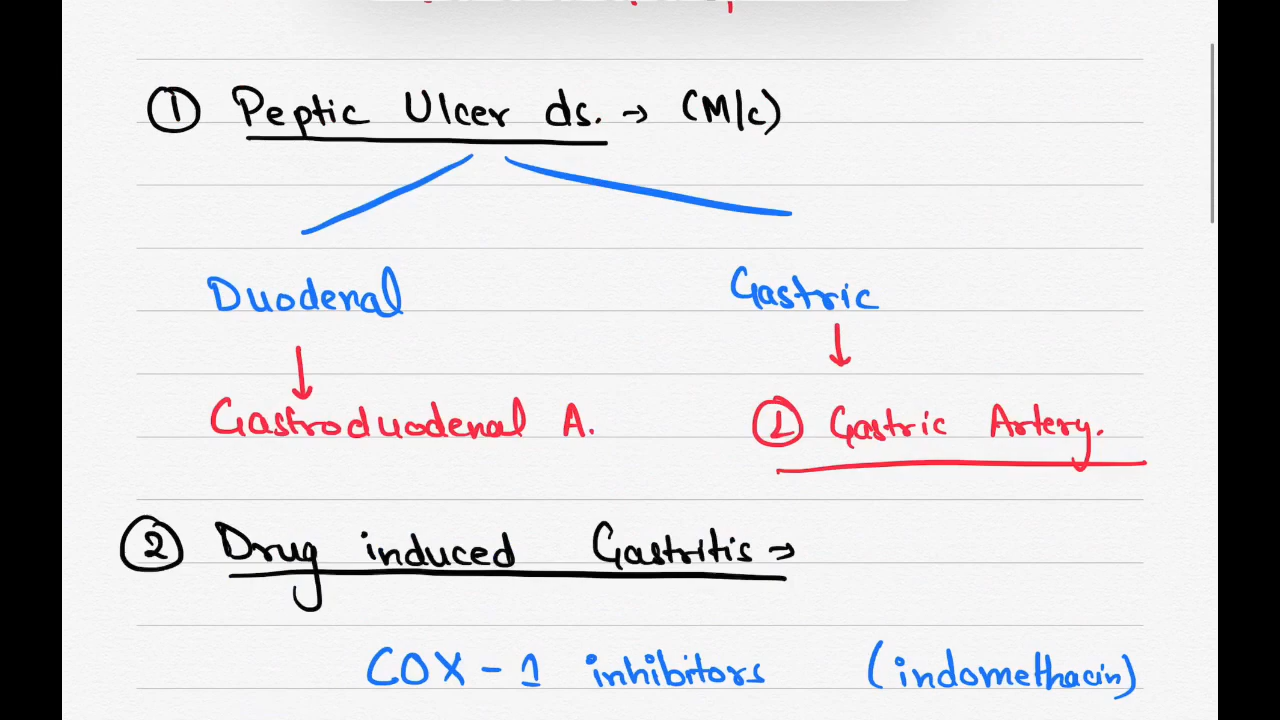 ① Peptic Ulcer ds. → (M/c)
Duodenal Gastric
↓ ↓
Gastroduodenal A. Ⓛ Gastric Artery.
② Drug induced Gastritis →
COX-1 inhibitors (indomethacin)